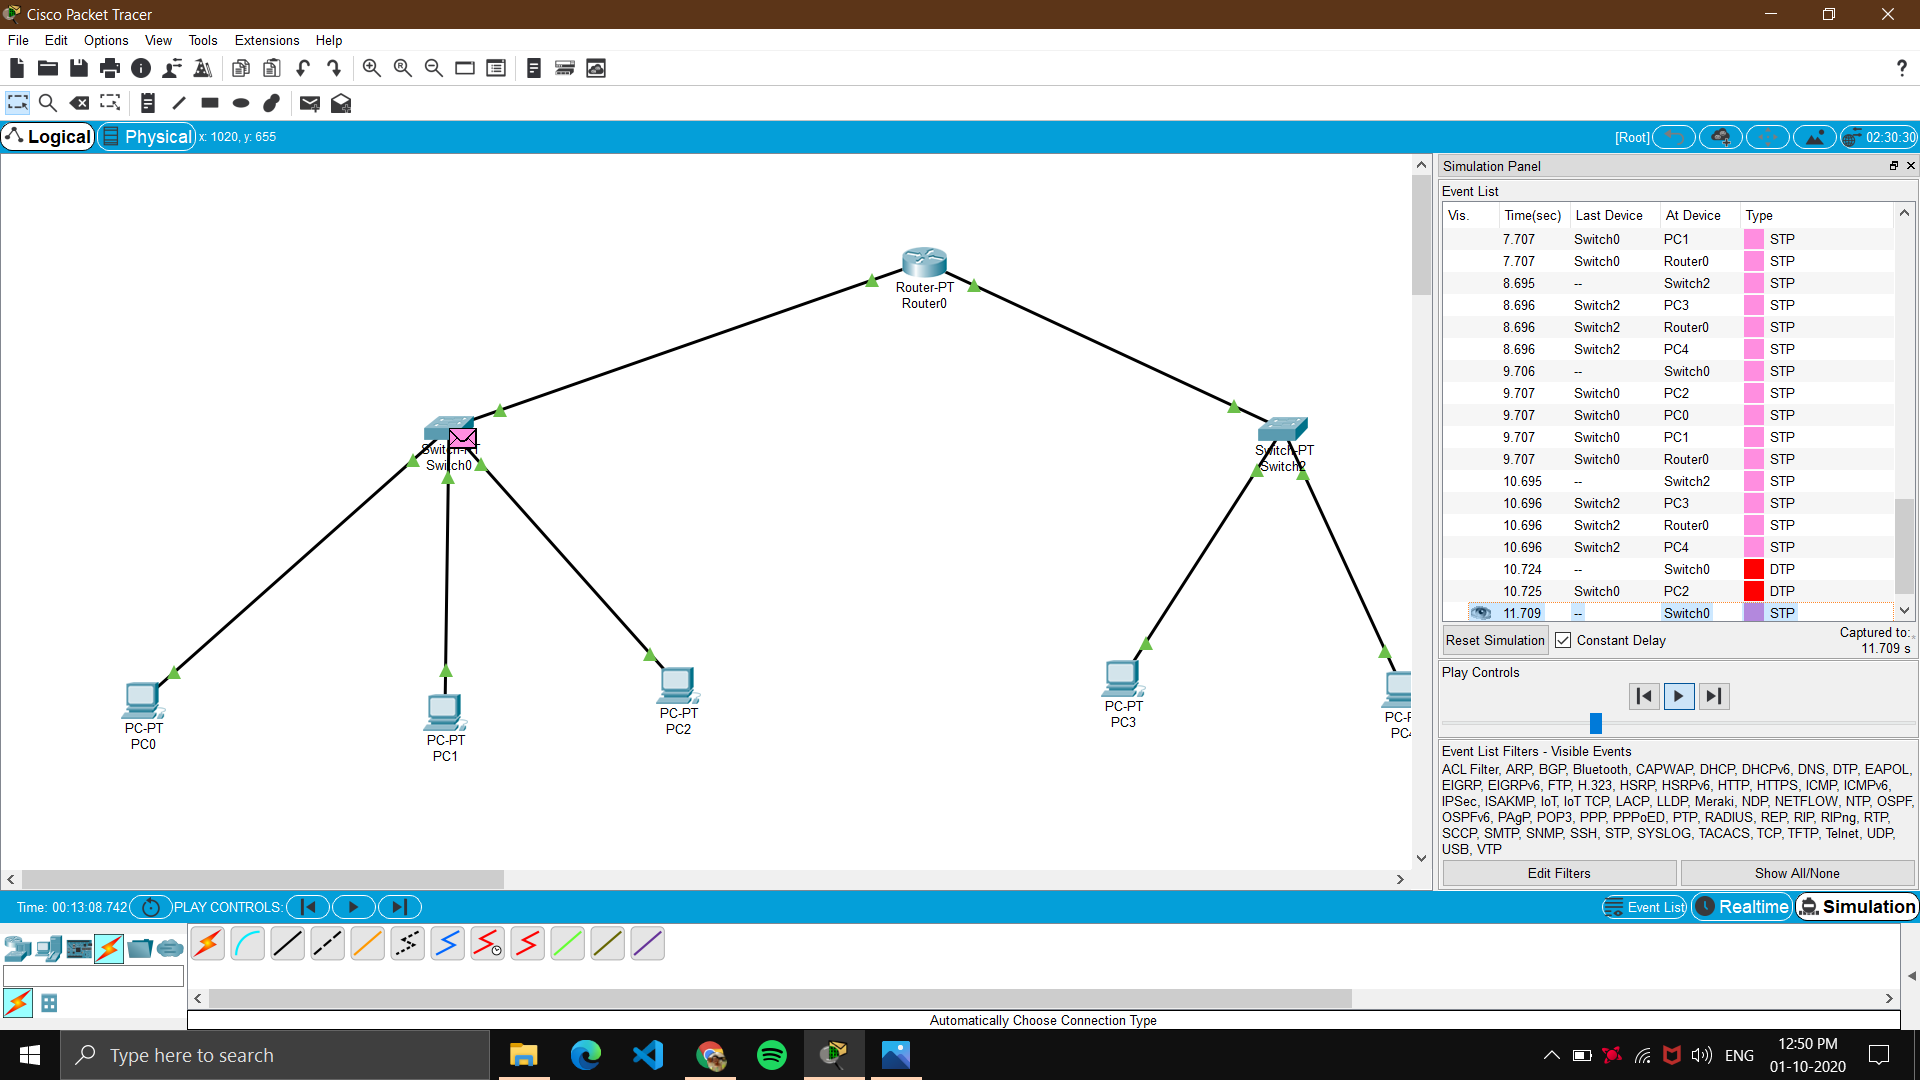 Cisco Packet Tracer
File Edit Options View Tools Extensions Help
Logical Physical x: 1020, y: 655 [Root] 02:30:30
Router-PT
Router0
Switch0
Switch-PT
Switch2
PC-PT
PC0
PC-PT
PC1
PC-PT
PC2
PC-PT
PC3
Simulation Panel
Event List
Vis. Time(sec) Last Device At Device Type
7.707 Switch0 PC1 STP
7.707 Switch0 Router0 STP
8.695 -- Switch2 STP
8.696 Switch2 PC3 STP
8.696 Switch2 Router0 STP
8.696 Switch2 PC4 STP
9.706 -- Switch0 STP
9.707 Switch0 PC2 STP
9.707 Switch0 PC0 STP
9.707 Switch0 PC1 STP
9.707 Switch0 Router0 STP
10.695 -- Switch2 STP
10.696 Switch2 PC3 STP
10.696 Switch2 Router0 STP
10.696 Switch2 PC4 STP
10.724 -- Switch0 DTP
10.725 Switch0 PC2 DTP
11.709 -- Switch0 STP
Reset Simulation Constant Delay Captured to:
11.709 s
Play Controls
Event List Filters - Visible Events
ACL Filter, ARP, BGP, Bluetooth, CAPWAP, DHCP, DHCPv6, DNS, DTP, EAPOL,
EIGRP, EIGRPv6, FTP, H.323, HSRP, HSRPv6, HTTP, HTTPS, ICMP, ICMPv6,
IPSec, ISAKMP, IoT, IoT TCP, LACP, LLDP, Meraki, NDP, NETFLOW, NTP, OSPF,
OSPFv6, PAgP, POP3, PPP, PPPoED, PTP, RADIUS, REP, RIP, RIPng, RTP,
SCCP, SMTP, SNMP, SSH, STP, SYSLOG, TACACS, TCP, TFTP, Telnet, UDP,
USB, VTP
Edit Filters Show All/None
Time: 00:13:08.742 PLAY CONTROLS: Event List Realtime Simulation
Automatically Choose Connection Type
Type here to search
ENG
12:50 PM
01-10-2020